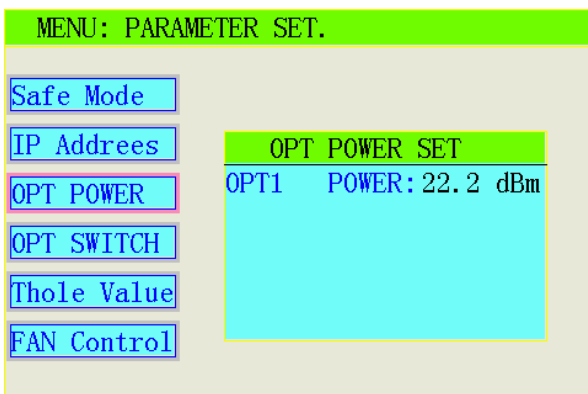 MENU: PARAMETER SET.
Safe Mode
IP Addrees
OPT POWER
OPT SWITCH
Thole Value
FAN Control
OPT POWER SET
OPT1 POWER: 22.2 dBm